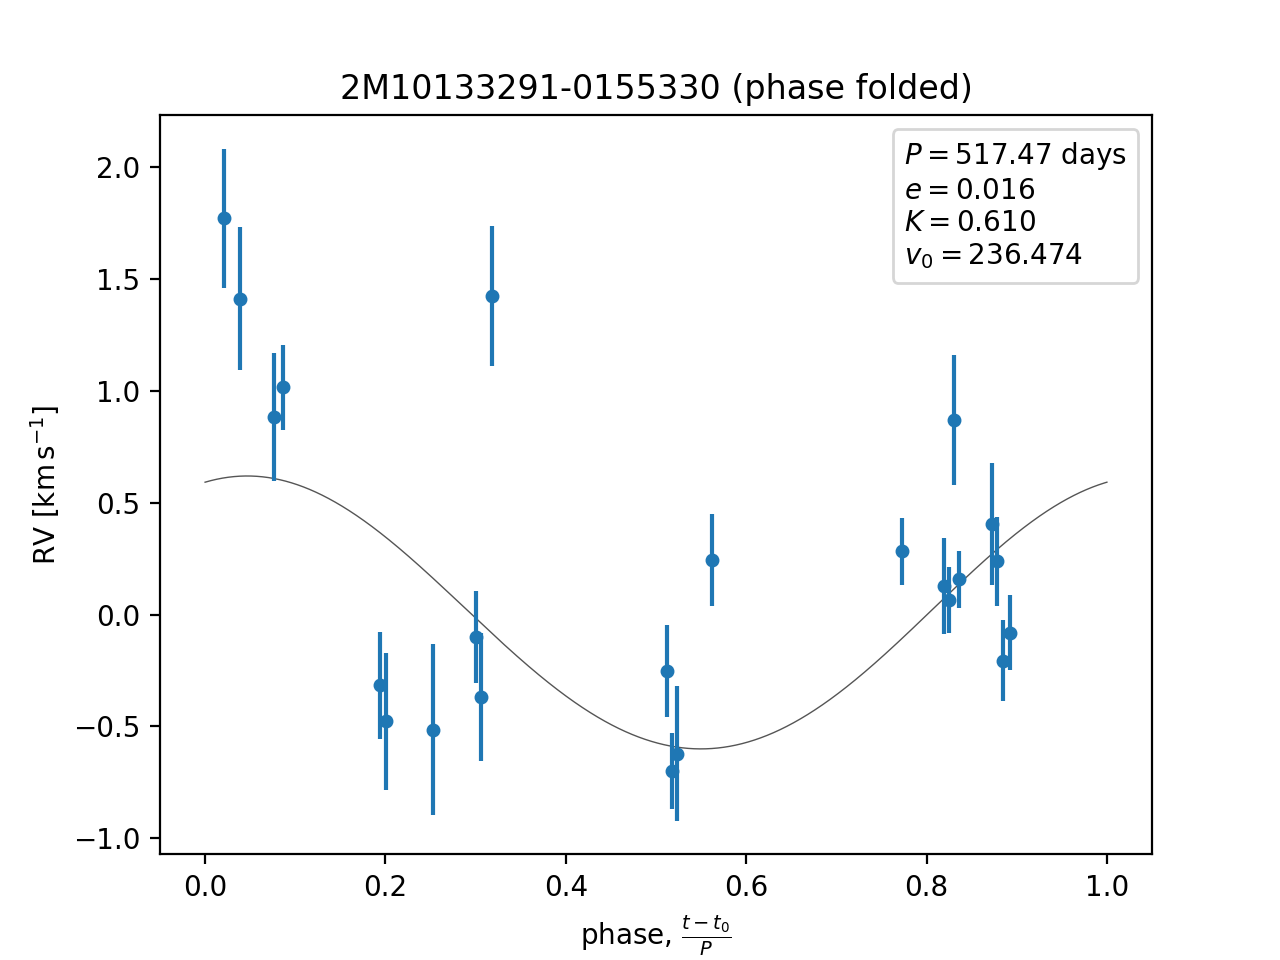 2M10133291-0155330 (phase folded)
P = 517.47 days
e = 0.016
K = 0.610
v₀ = 236.474
2.0
1.5
1.0
0.5
0.0
−0.5
−1.0
RV [km s⁻¹]
0.0 0.2 0.4 0.6 0.8 1.0
phase, (t − t₀)/P